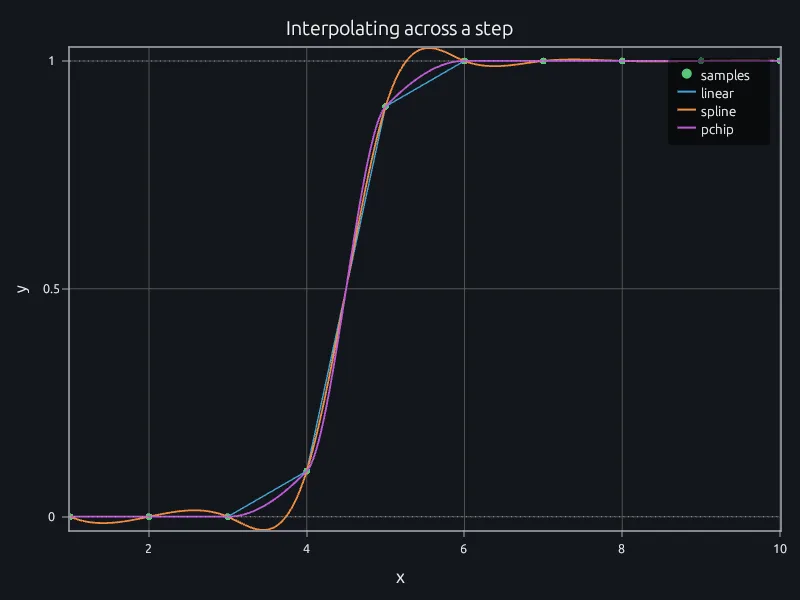 Interpolating across a step
1
samples
linear
spline
pchip
y
0.5
0
2
4
6
8
10
x